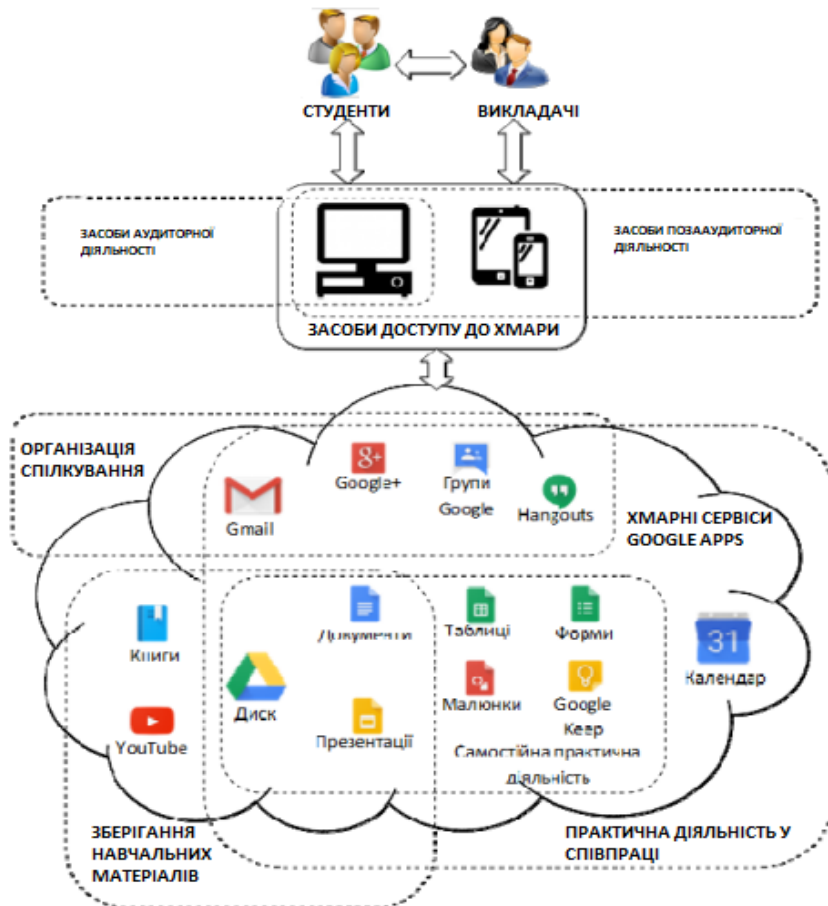 СТУДЕНТИ
ВИКЛАДАЧІ
ЗАСОБИ АУДИТОРНОЇ
ДІЯЛЬНОСТІ
ЗАСОБИ ПОЗААУДИТОРНОЇ
ДІЯЛЬНОСТІ
ЗАСОБИ ДОСТУПУ ДО ХМАРИ
ОРГАНІЗАЦІЯ
СПІЛКУВАННЯ
g+
Google+
Групи
Google
Gmail
Hangouts
ХМАРНІ СЕРВІСИ
GOOGLE APPS
Книги
Документи
Таблиці
Форми
31
Календар
Диск
Малюнки
Google
Keep
YouTube
Презентації
Самостійна практична
діяльність
ЗБЕРІГАННЯ
НАВЧАЛЬНИХ
МАТЕРІАЛІВ
ПРАКТИЧНА ДІЯЛЬНІСТЬ У
СПІВПРАЦІ